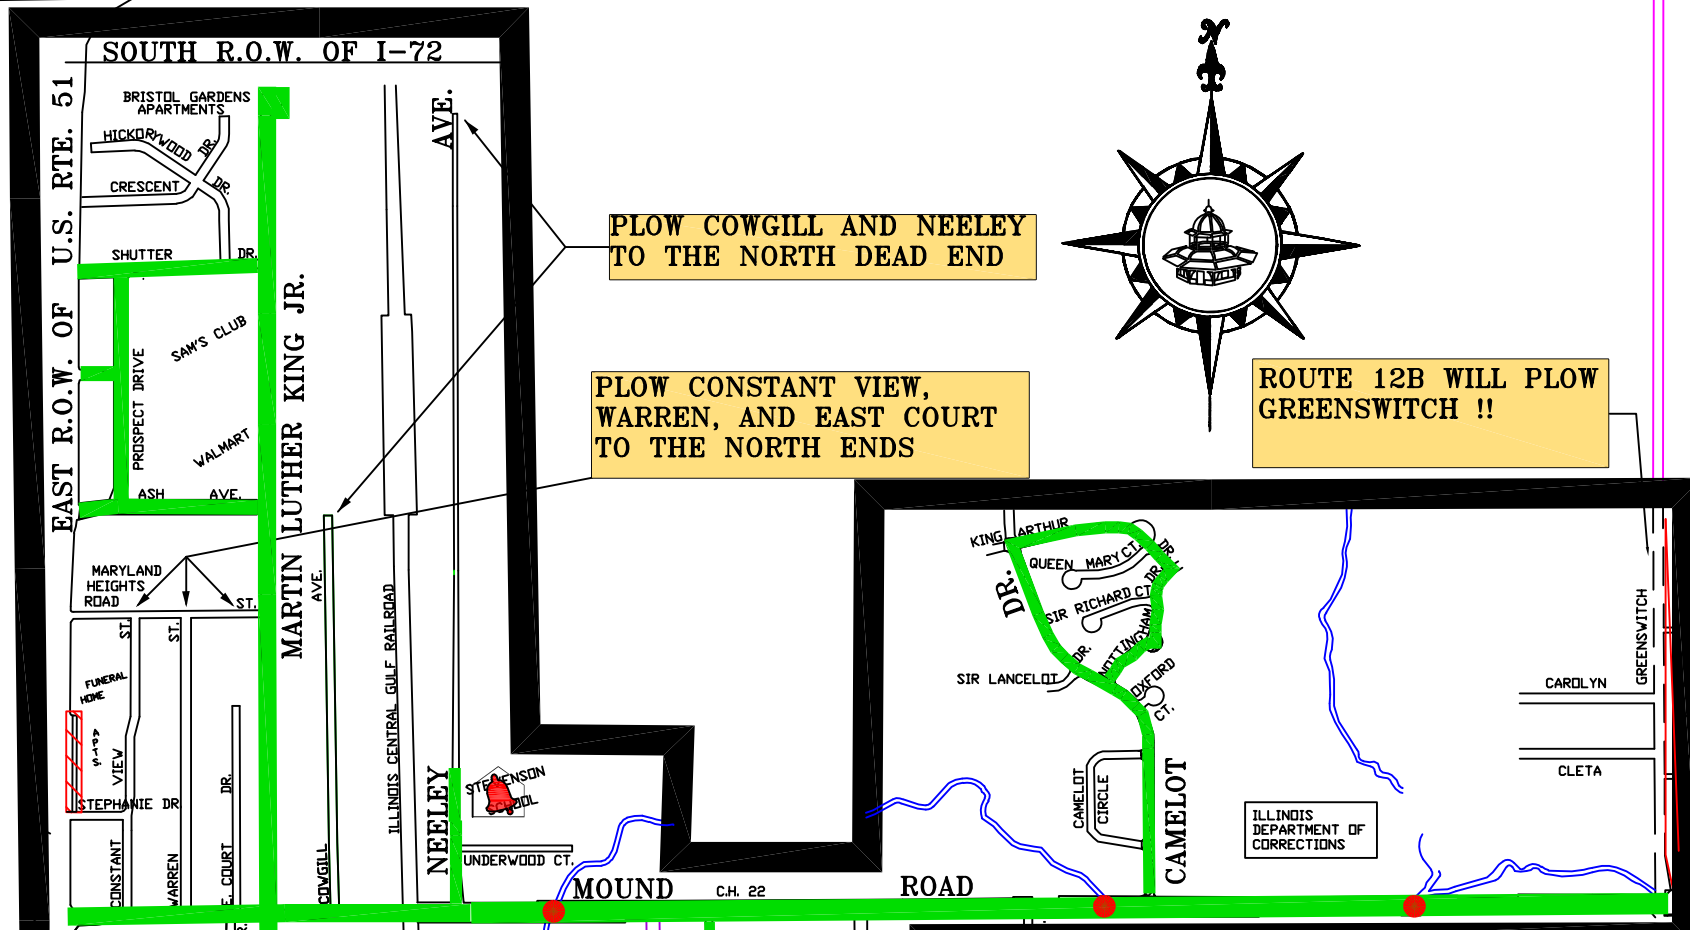 SOUTH R.O.W. OF I-72
EAST R.O.W. OF U.S. RTE. 51
BRISTOL GARDENS
APARTMENTS
HICKORYWOOD DR.
CRESCENT DR.
SHUTTER DR.
SAM'S CLUB
PROSPECT DRIVE
WALMART
ASH AVE.
MARTIN LUTHER KING JR.
AVE.
N
PLOW COWGILL AND NEELEY
TO THE NORTH DEAD END
PLOW CONSTANT VIEW,
WARREN, AND EAST COURT
TO THE NORTH ENDS
ROUTE 12B WILL PLOW
GREENSWITCH !!
MARYLAND
HEIGHTS
ROAD
ST.
ST.
ST.
AVE.
ILLINOIS CENTRAL GULF RAILROAD
FUNERAL
HOME
APTS.
VIEW
STEPHANIE DR
CONSTANT
WARREN
E. COURT DR.
COWGILL
NEELEY
STEVENSON
SCHOOL
UNDERWOOD CT.
MOUND ROAD
C.H. 22
KING ARTHUR
DR.
QUEEN MARY CT.
DR.
SIR RICHARD CT
DR.
NOTTINGHAM
DR.
SIR LANCELOT
OXFORD
CT.
CAMELOT
CIRCLE
CAMELOT
ILLINOIS
DEPARTMENT OF
CORRECTIONS
GREENSWITCH
CAROLYN
CLETA